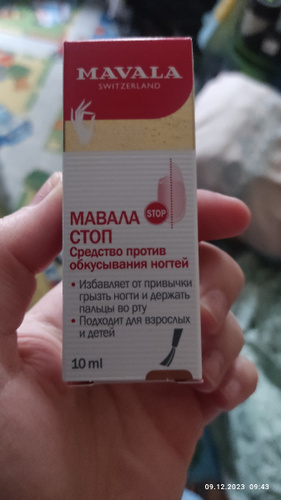 MAVALA
SWITZERLAND
STOP
МАВАЛА
СТОП
Средство против
обкусывания ногтей
• Избавляет от привычки
грызть ногти и держать
пальцы во рту
• Подходит для взрослых
и детей
10 ml
09.12.2023 09:43